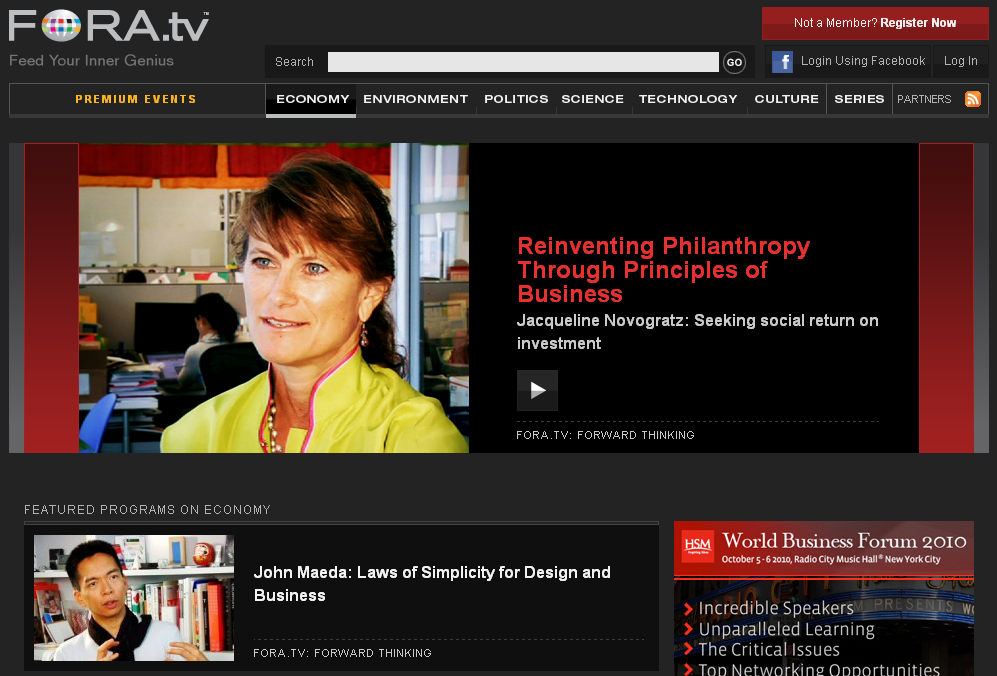 FORA.tv™
Feed Your Inner Genius
Not a Member? Register Now
Search
GO
f
Login Using Facebook
Log In
PREMIUM EVENTS
ECONOMY
ENVIRONMENT
POLITICS
SCIENCE
TECHNOLOGY
CULTURE
SERIES
PARTNERS
Reinventing Philanthropy
Through Principles of
Business
Jacqueline Novogratz: Seeking social return on
investment
FORA.TV: FORWARD THINKING
FEATURED PROGRAMS ON ECONOMY
John Maeda: Laws of Simplicity for Design and
Business
FORA.TV: FORWARD THINKING
HSM
World Business Forum 2010
October 5 - 6 2010, Radio City Music Hall® New York City
Incredible Speakers
Unparalleled Learning
The Critical Issues
Top Networking Opportunities